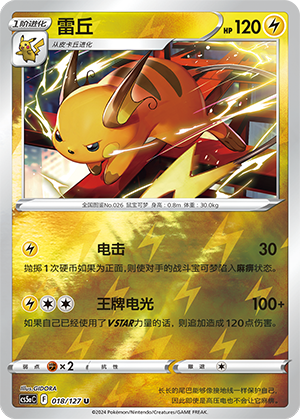 1阶进化
雷丘
HP 120
从皮卡丘进化
全国图鉴No.026 鼠宝可梦 身高：0.8m 体重：30.0kg
电击 30
抛掷1次硬币如果为正面，则使对手的战斗宝可梦陷入麻痹状态。
王牌电光 100+
如果自己已经使用了VSTAR力量的话，则追加造成120点伤害。
弱点 ×2 抵抗力 撤退
Illus. GIDORA
CS5aC F 018/127 U
长长的尾巴能够像接地线一样保护自己。
因此即使是高压电也不会让它麻痹。
©2024 Pokémon/Nintendo/Creatures/GAME FREAK.